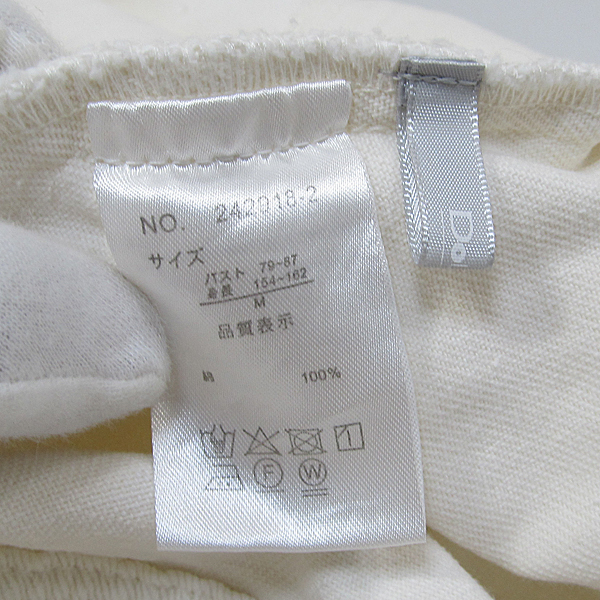 NO. 242918-2
サイズ
バスト 79~87
身長 154~162
M
品質表示
綿 100%
F W
Do